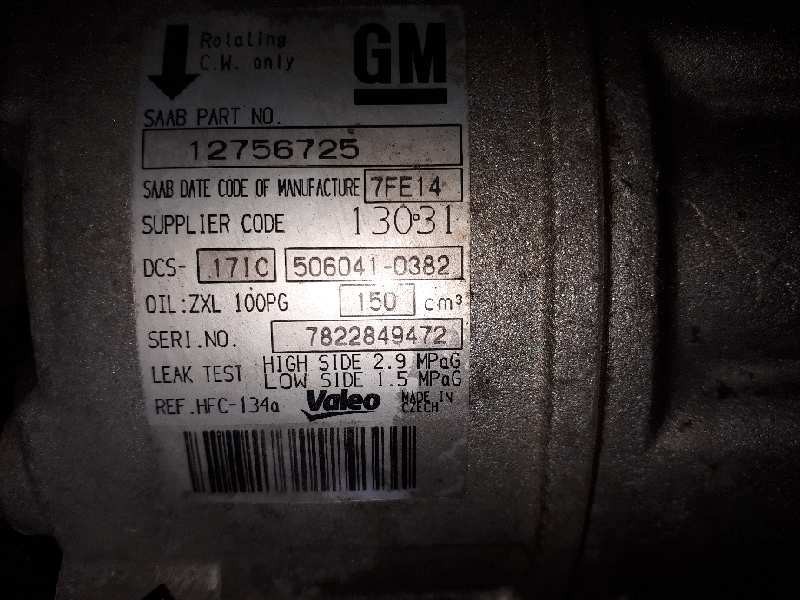 Rotating
C.W. only
GM
SAAB PART NO.
12756725
SAAB DATE CODE OF MANUFACTURE 7FE14
SUPPLIER CODE 13031
DCS- .17IC 506041-0382
OIL:ZXL 100PG 150 cm³
SERI.NO. 7822849472
LEAK TEST HIGH SIDE 2.9 MPaG
LOW SIDE 1.5 MPaG
REF.HFC-134a Valeo MADE IN
CZECH